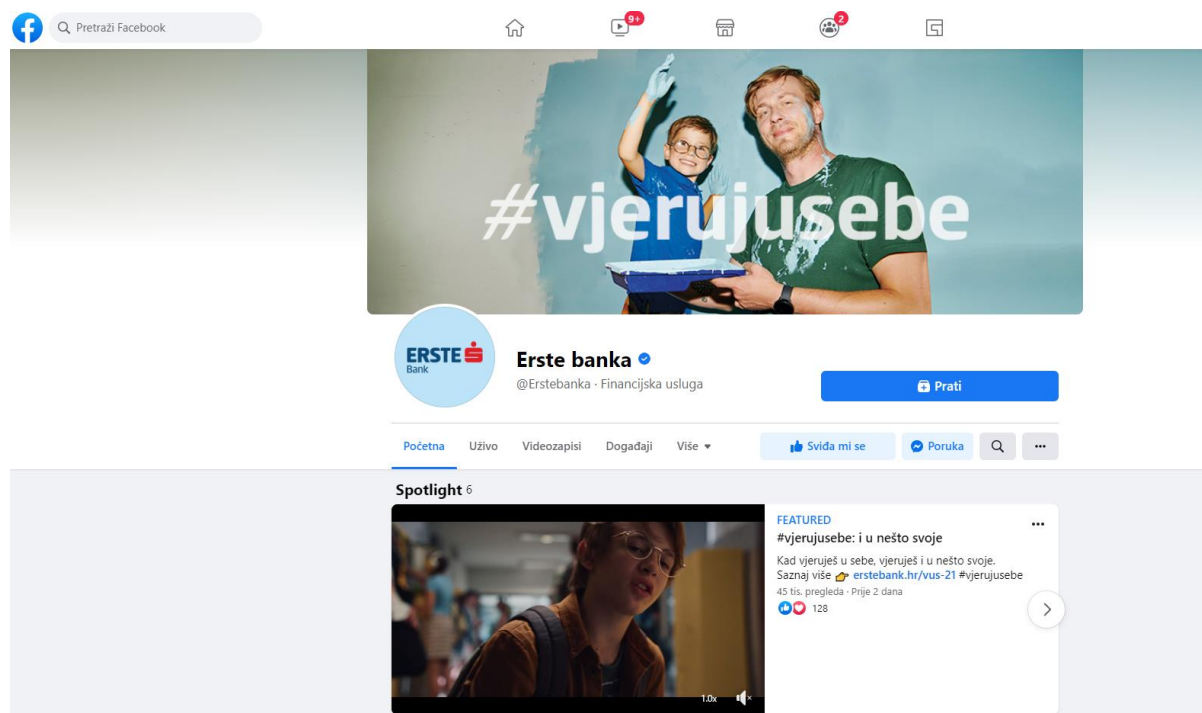 Pretraži Facebook
9+
2
#vjerujusebe
ERSTE
Bank
Erste banka
@Erstebanka · Financijska usluga
Prati
Početna Uživo Videozapisi Događaji Više Sviđa mi se Poruka
Spotlight 6
FEATURED
#vjerujusebe: i u nešto svoje
Kad vjeruješ u sebe, vjeruješ i u nešto svoje.
Saznaj više 👉 erstebank.hr/vus-21 #vjerujusebe
45 tis. pregleda · Prije 2 dana
128
1.0x